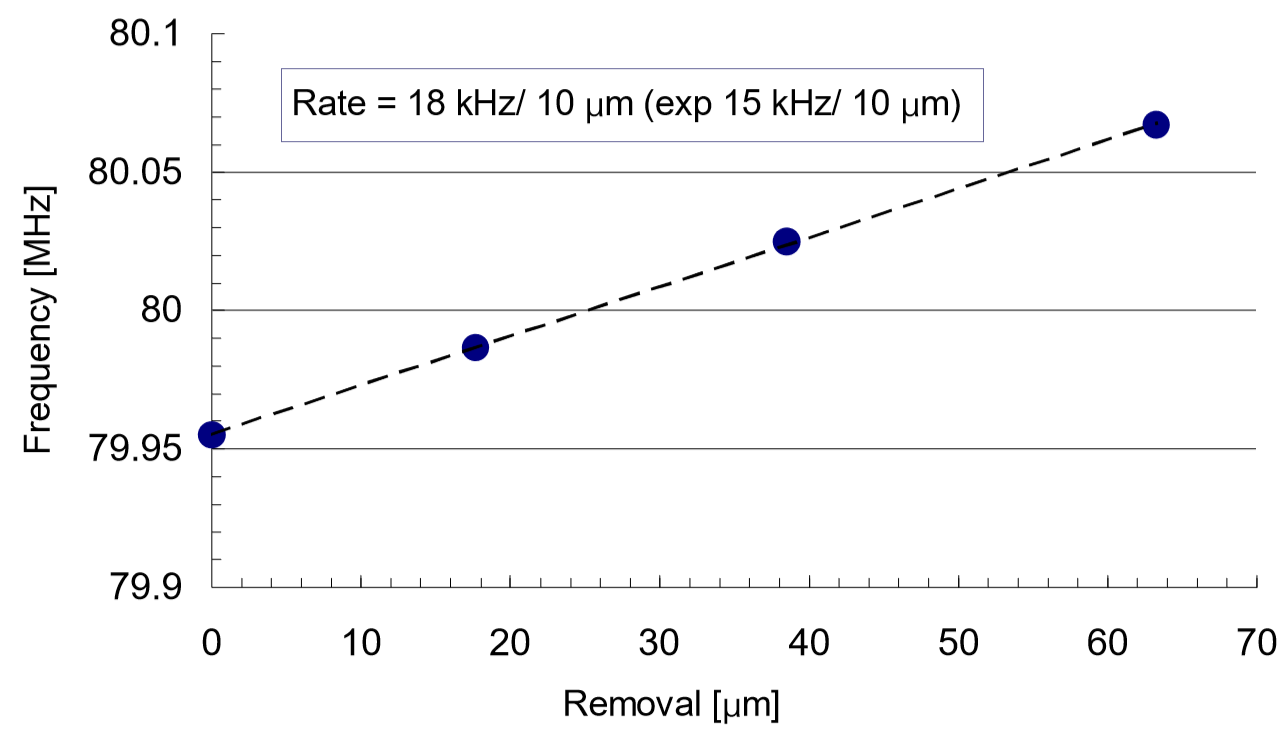 80.1
Rate = 18 kHz/ 10 μm (exp 15 kHz/ 10 μm)
80.05
80
79.95
79.9
Frequency [MHz]
0 10 20 30 40 50 60 70
Removal [μm]